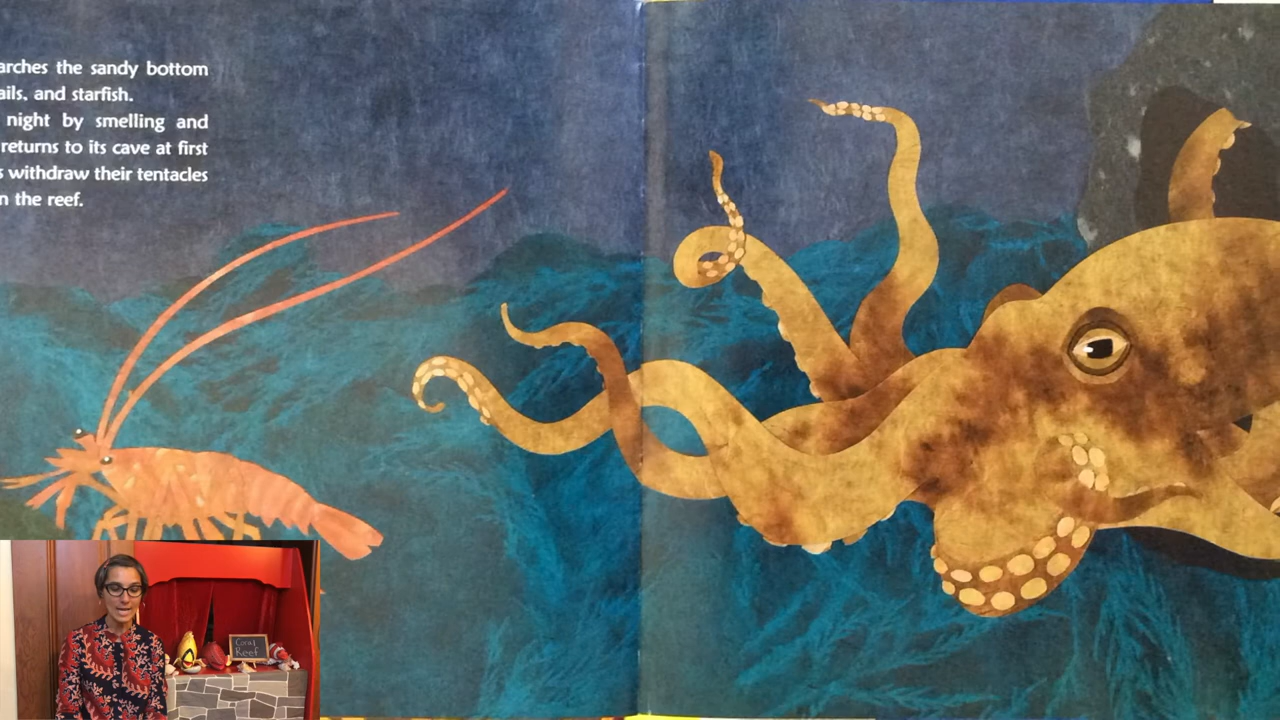 arches the sandy bottom
ails, and starfish.
night by smelling and
returns to its cave at first
s withdraw their tentacles
n the reef.
Coral
Reef